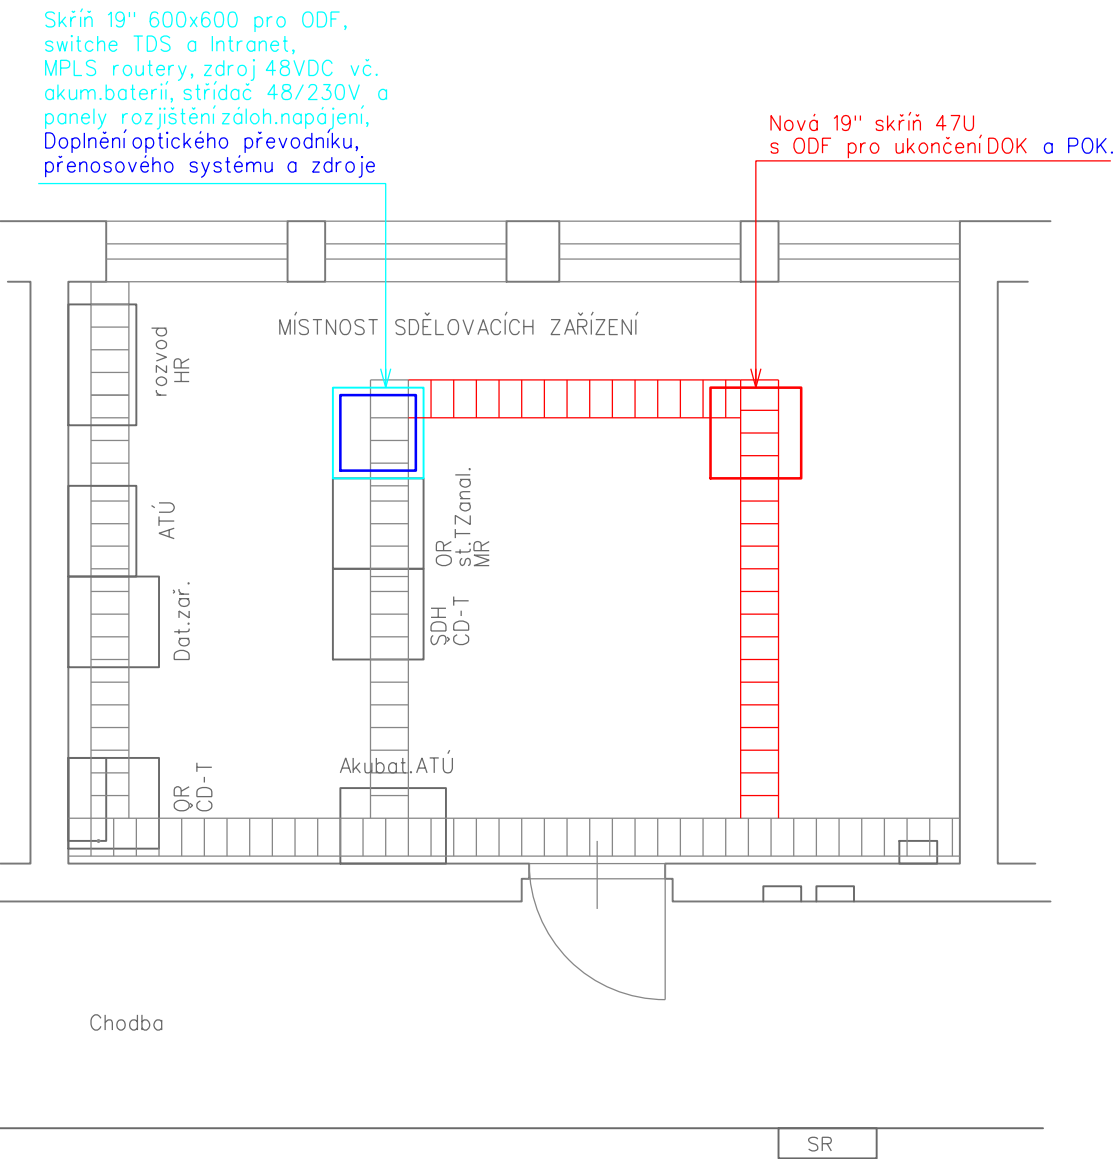 Skříň 19" 600x600 pro ODF,
switche TDS a Intranet,
MPLS routery, zdroj 48VDC vč.
akum.baterií, střídač 48/230V a
panely rozjištění záloh.napájení,
Doplnění optického převodníku,
přenosového systému a zdroje
Nová 19" skříň 47U
s ODF pro ukončení DOK a POK.
MÍSTNOST SDĚLOVACÍCH ZAŘÍZENÍ
rozvod
HR
ATÚ
Dat.zař.
OR
st.TZanal.
MR
SDH
ČD-T
Akubat.ATÚ
OR
ČD-T
Chodba
SR